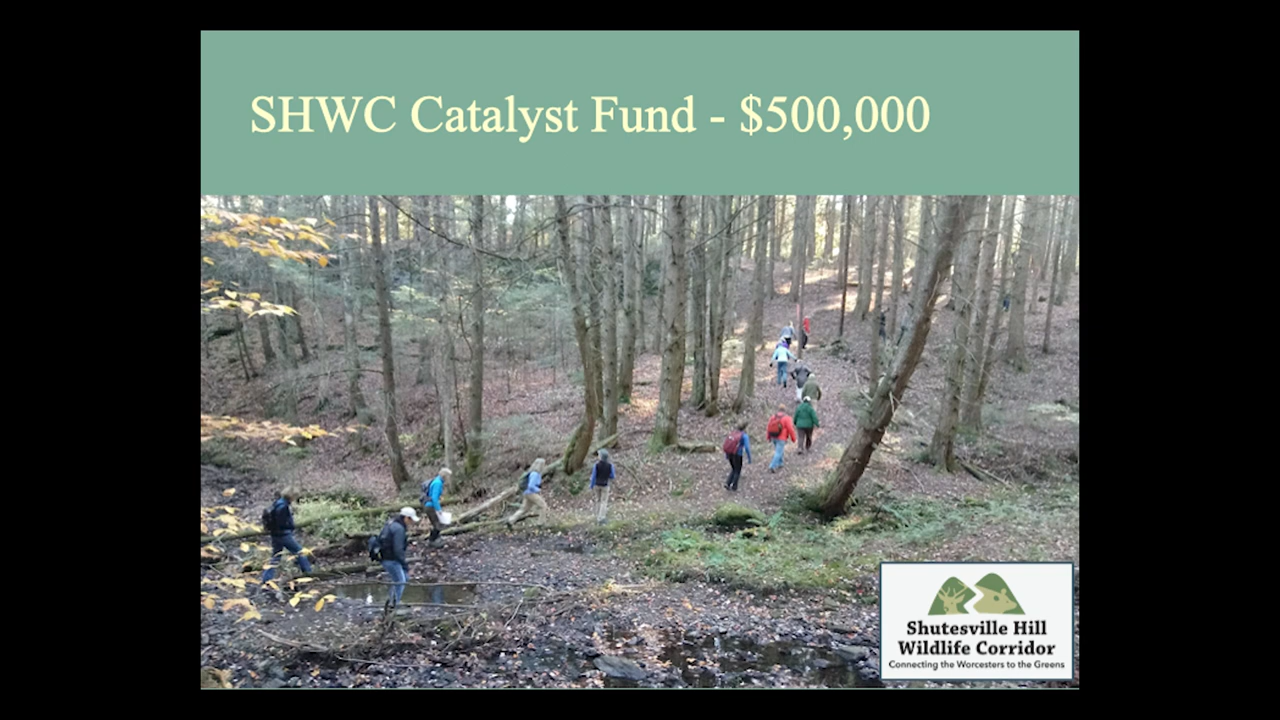 SHWC Catalyst Fund - $500,000
Shutesville Hill
Wildlife Corridor
Connecting the Worcesters to the Greens